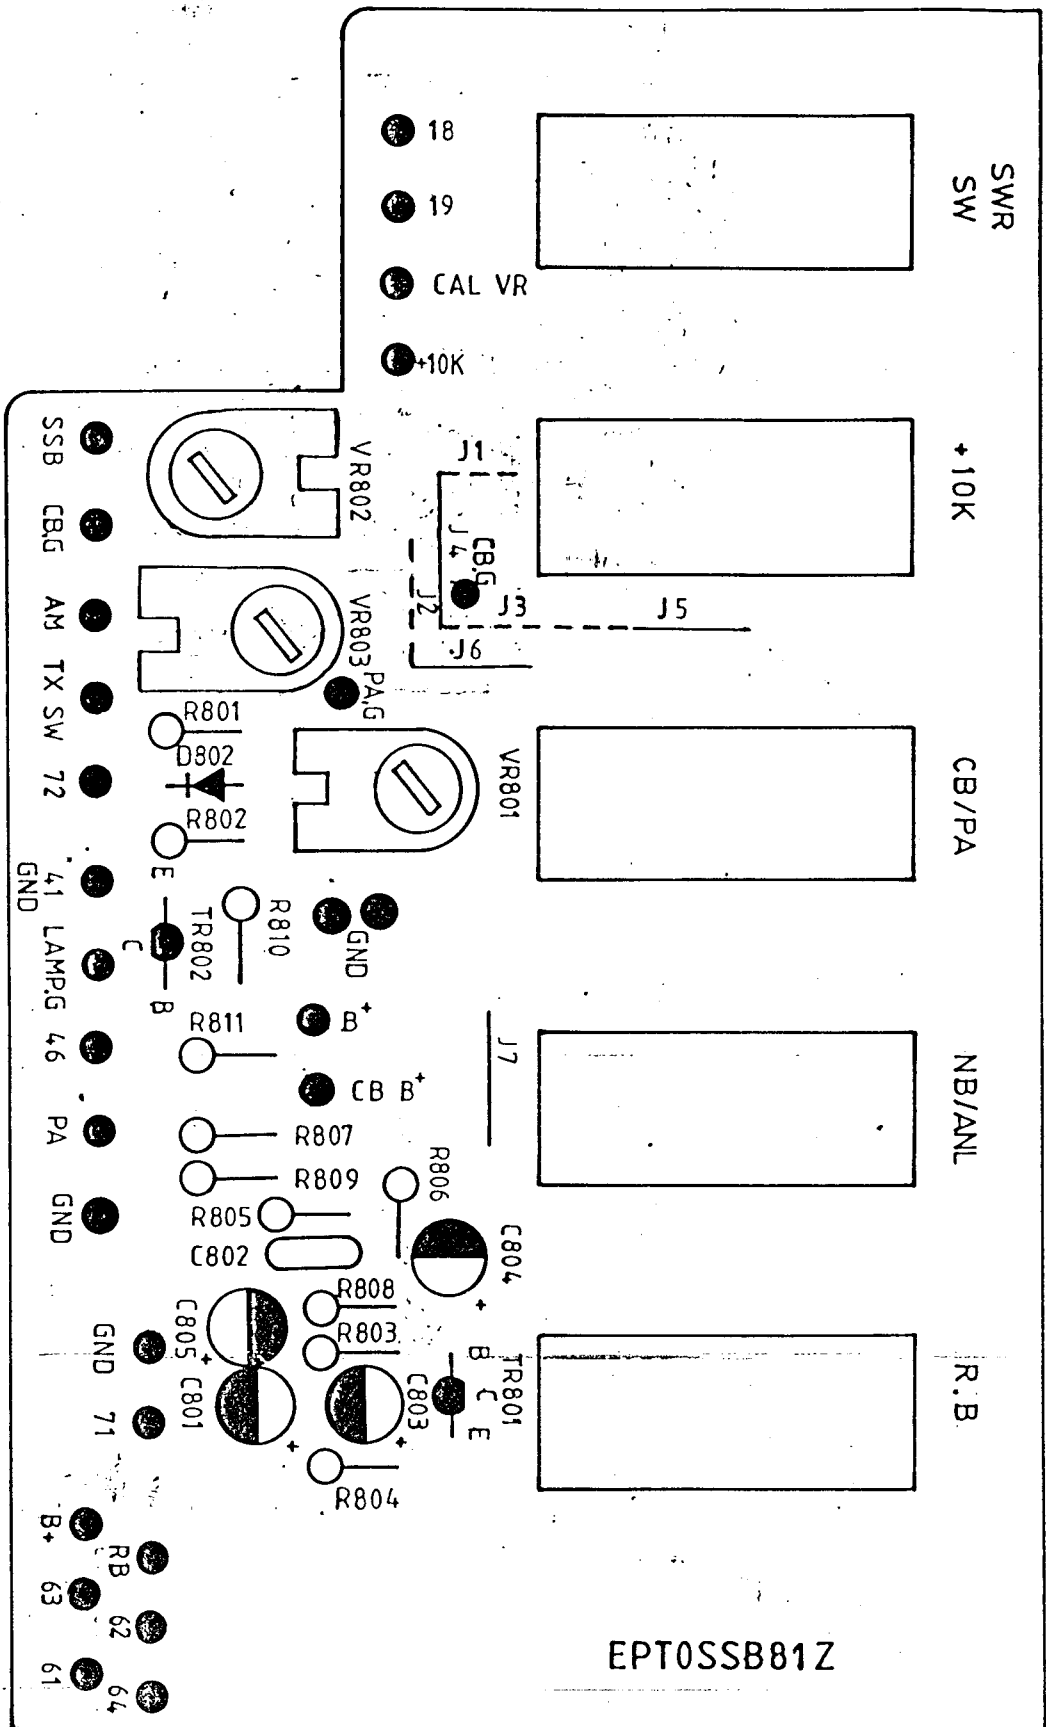 18
19
CAL VR
+10K
SWR
SW
+10K
CB/PA
NB/ANL
R.B
J1
J4
CB.G
J2
J3
J5
J6
VR802
VR803
PA.G
VR801
SSB
CB.G
AM
TX SW
72
41
GND
LAMP.G
46
PA
GND
R801
D802
R802
E
TR802
C
B
R810
GND
R811
B+
CB B+
J7
R807
R809
R806
R805
C802
C804
+
R808
R803
C805
+
C801
+
C803
+
B
C
E
TR801
R804
GND
71
B+
RB
63
62
61
64
EPT0SSB81Z